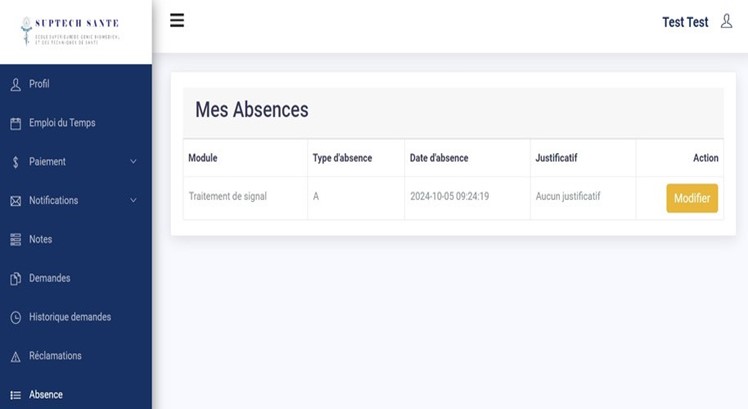 SUPTECH SANTE
ECOLE SUPERIEURE DE GENIE BIOMEDICAL
ET DES TECHNIQUES DE SANTE
Test Test
Profil
Emploi du Temps
Paiement
Notifications
Notes
Demandes
Historique demandes
Réclamations
Absence
Mes Absences
Module Type d'absence Date d'absence Justificatif Action
Traitement de signal A 2024-10-05 09:24:19 Aucun justificatif Modifier